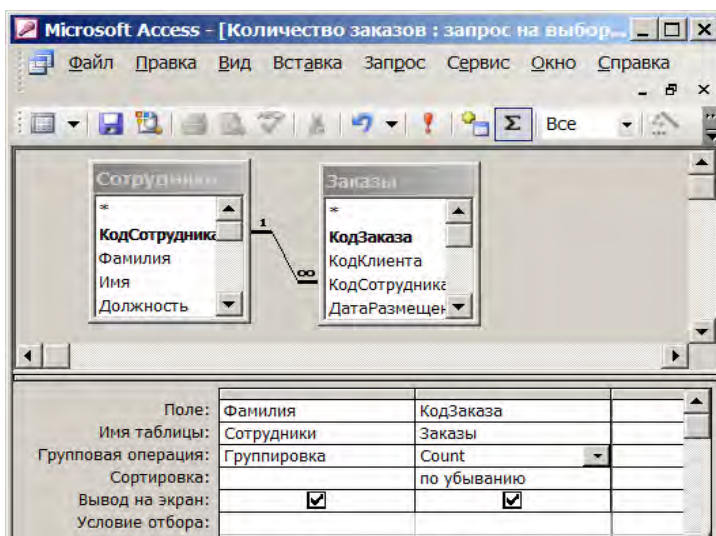 Microsoft Access - [Количество заказов : запрос на выбор...
Файл Правка Вид Вставка Запрос Сервис Окно Справка
Σ Все
Сотрудники
*
КодСотрудника
Фамилия
Имя
Должность
1 ∞
Заказы
*
КодЗаказа
КодКлиента
КодСотрудника
ДатаРазмещен
Поле: Фамилия КодЗаказа
Имя таблицы: Сотрудники Заказы
Групповая операция: Группировка Count
Сортировка: по убыванию
Вывод на экран:
Условие отбора: